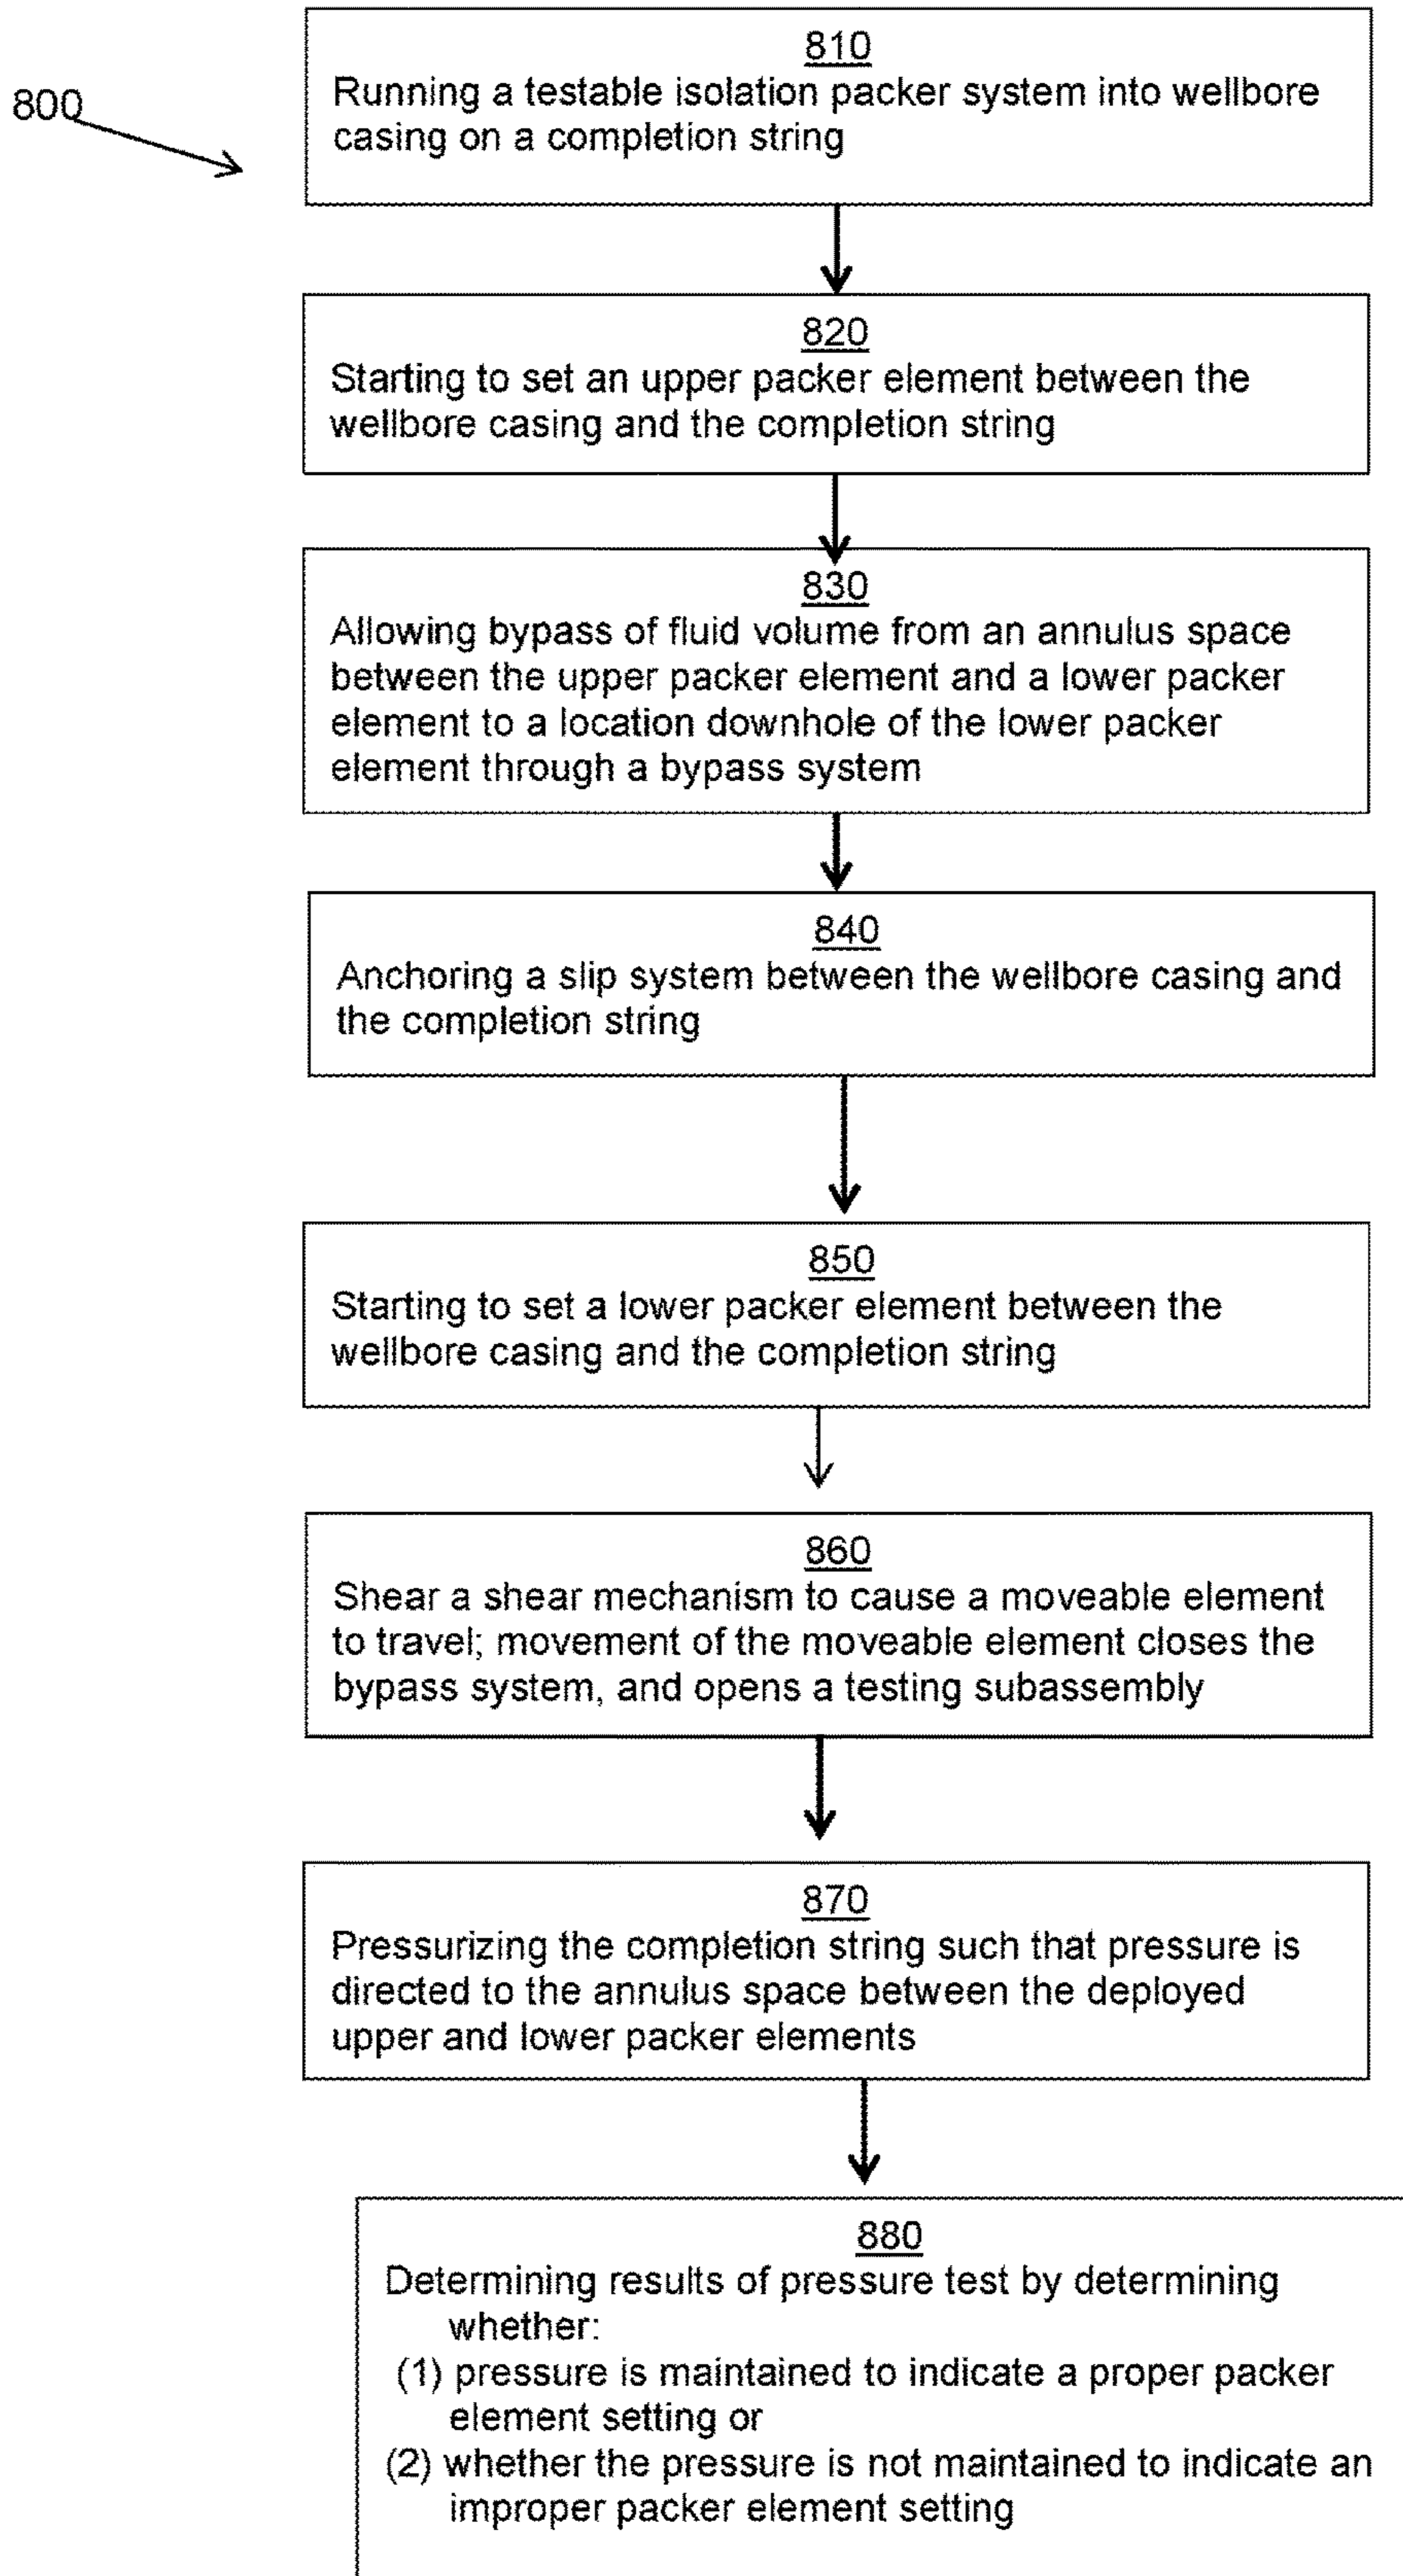 800
810
Running a testable isolation packer system into wellbore
casing on a completion string
820
Starting to set an upper packer element between the
wellbore casing and the completion string
830
Allowing bypass of fluid volume from an annulus space
between the upper packer element and a lower packer
element to a location downhole of the lower packer
element through a bypass system
840
Anchoring a slip system between the wellbore casing and
the completion string
850
Starting to set a lower packer element between the
wellbore casing and the completion string
860
Shear a shear mechanism to cause a moveable element
to travel; movement of the moveable element closes the
bypass system, and opens a testing subassembly
870
Pressurizing the completion string such that pressure is
directed to the annulus space between the deployed
upper and lower packer elements
880
Determining results of pressure test by determining
whether:
(1) pressure is maintained to indicate a proper packer
element setting or
(2) whether the pressure is not maintained to indicate an
improper packer element setting